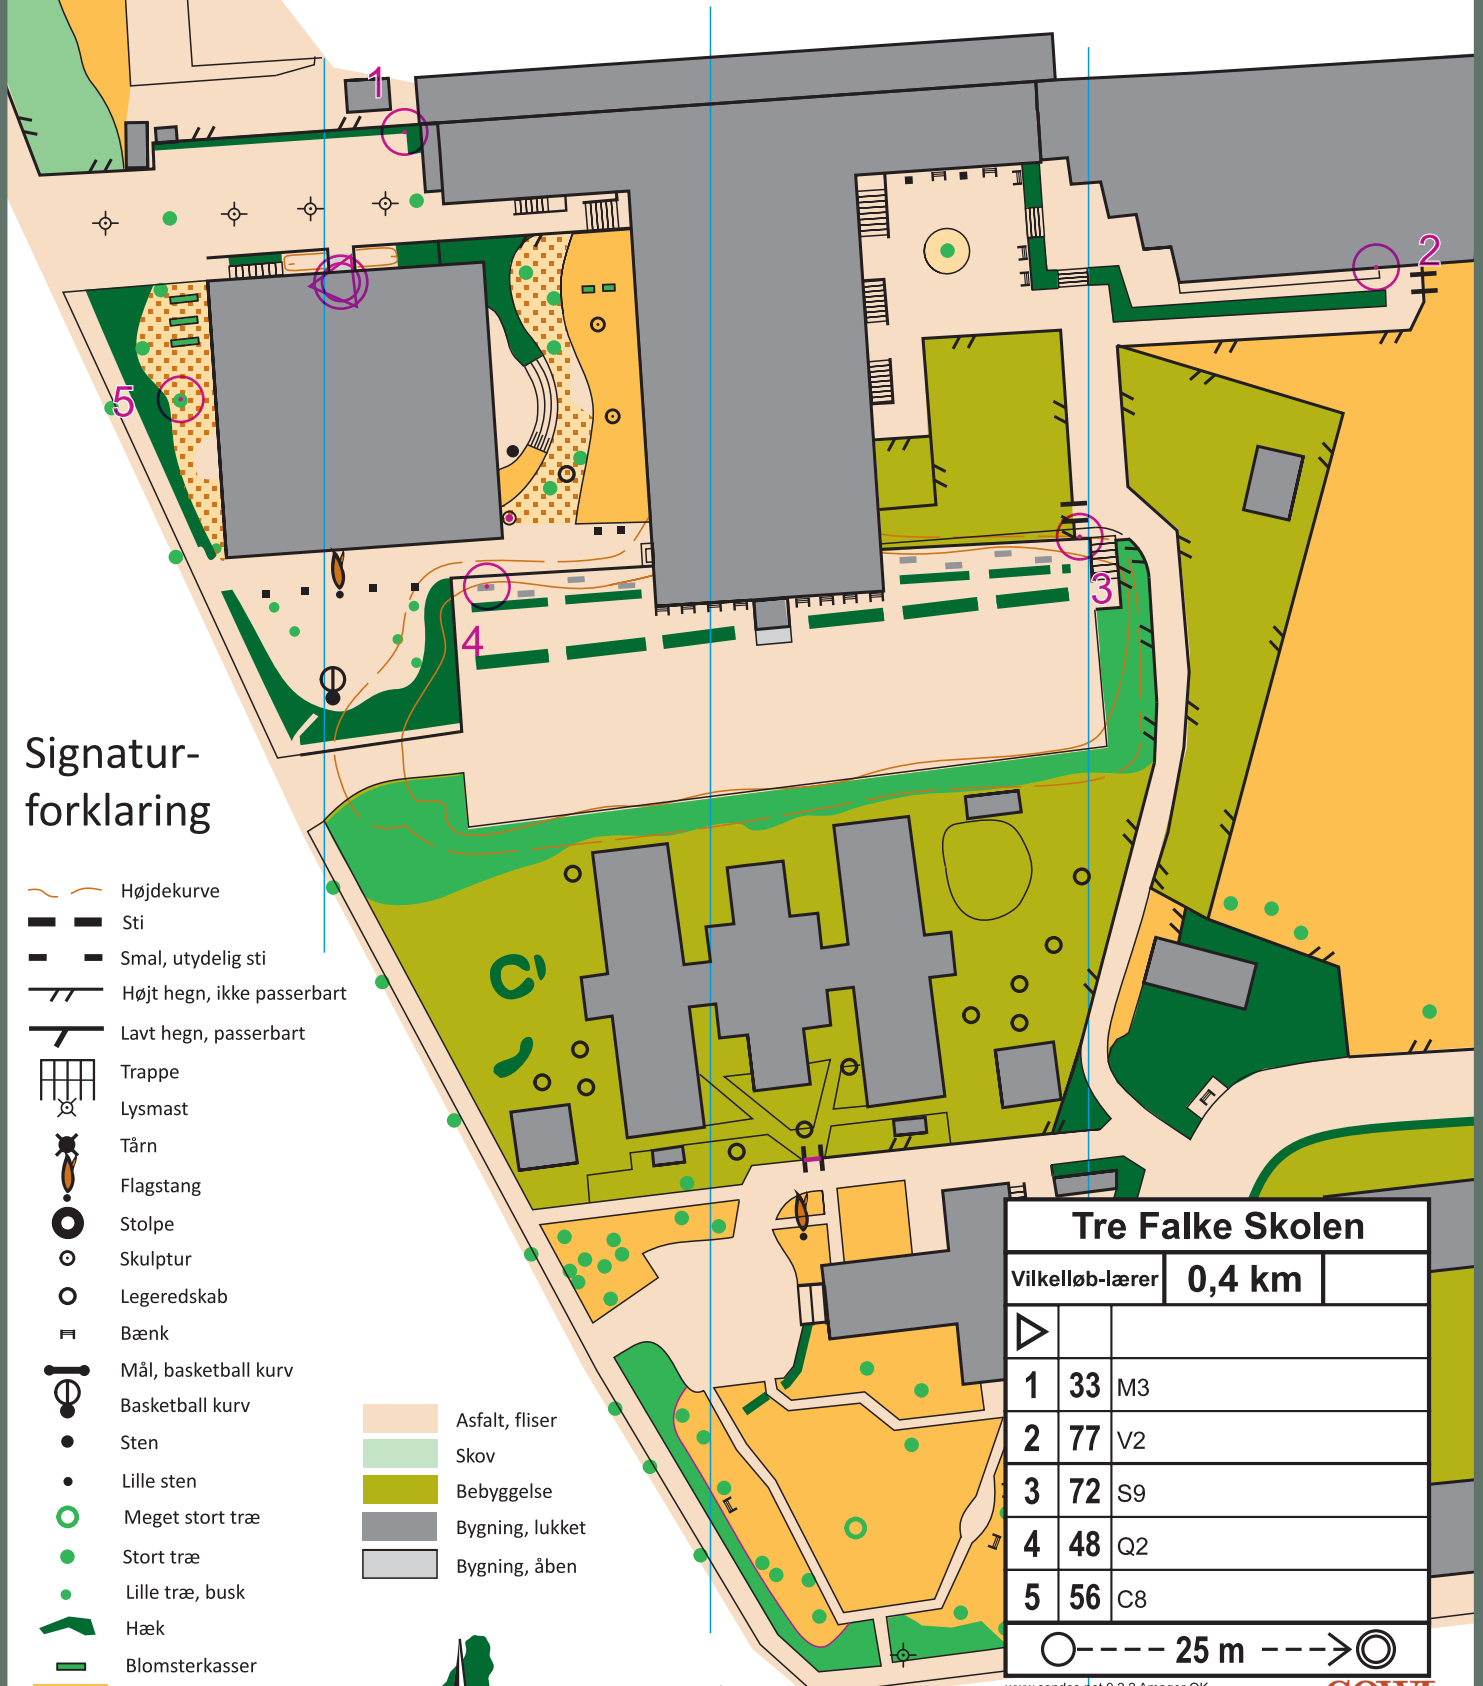 1
2
5
3
4
Signatur-
forklaring
Højdekurve
Sti
Smal, utydelig sti
Højt hegn, ikke passerbart
Lavt hegn, passerbart
Trappe
Lysmast
Tårn
Flagstang
Stolpe
Skulptur
Legeredskab
Bænk
Mål, basketball kurv
Basketball kurv
Sten
Lille sten
Meget stort træ
Stort træ
Lille træ, busk
Hæk
Blomsterkasser
Asfalt, fliser
Skov
Bebyggelse
Bygning, lukket
Bygning, åben
Tre Falke Skolen
Vilkelløb-lærer 0,4 km
1 33 M3
2 77 V2
3 72 S9
4 48 Q2
5 56 C8
25 m